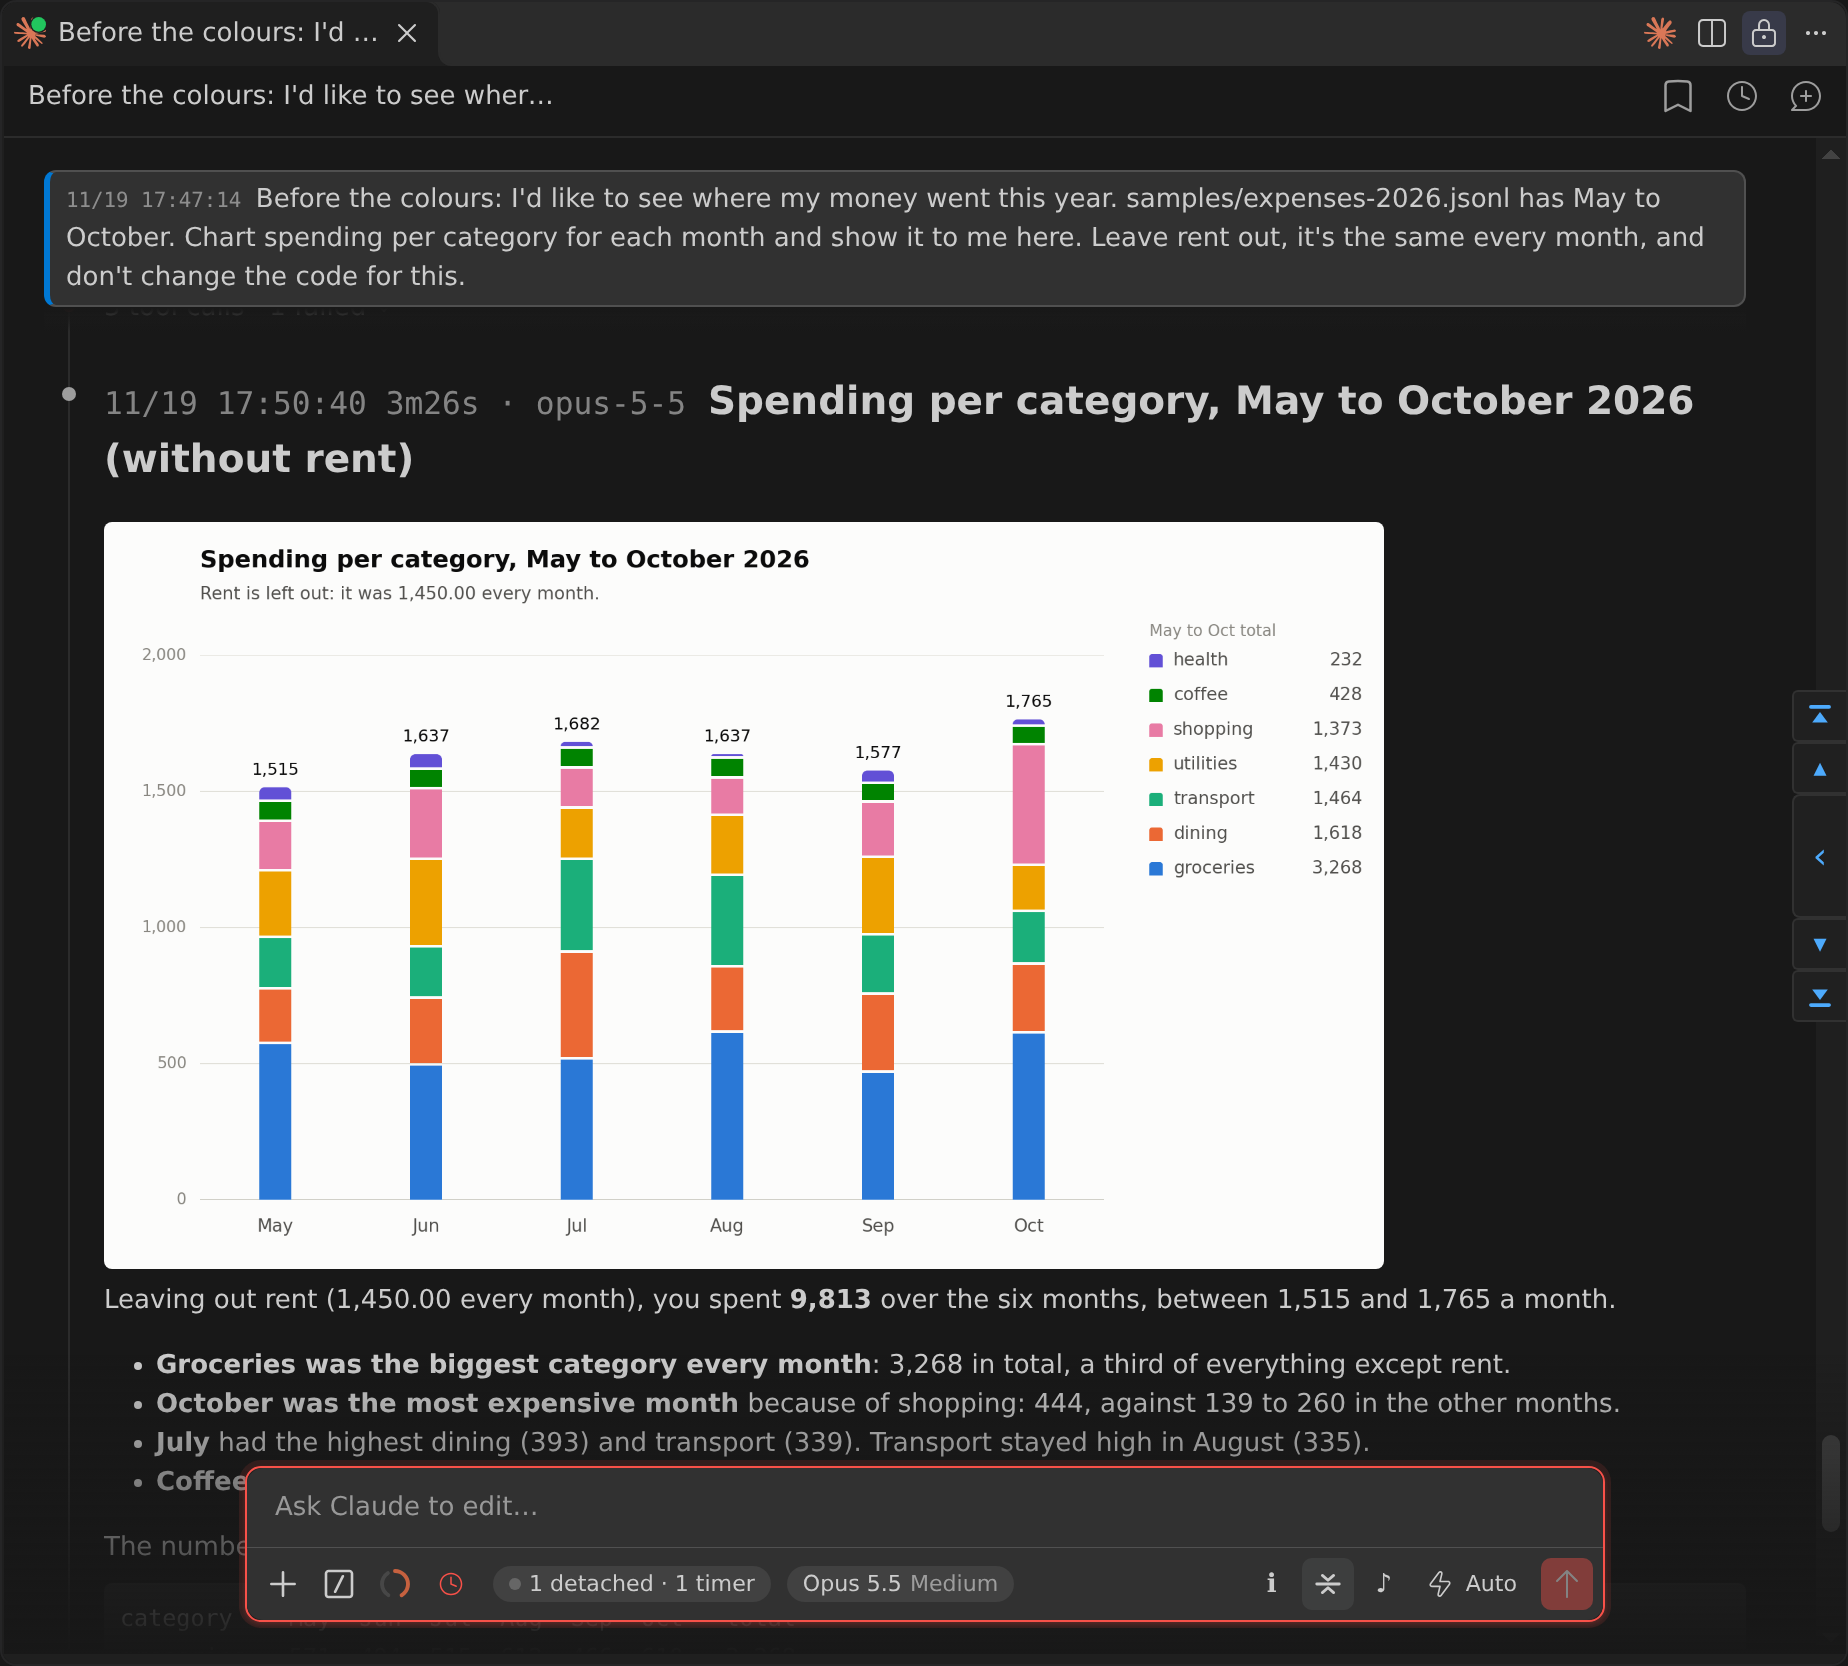 Before the colours: I'd ...
Before the colours: I'd like to see wher...
11/19 17:47:14 Before the colours: I'd like to see where my money went this year. samples/expenses-2026.jsonl has May to
October. Chart spending per category for each month and show it to me here. Leave rent out, it's the same every month, and
don't change the code for this.
11/19 17:50:40 3m26s · opus-5-5 Spending per category, May to October 2026
(without rent)
Spending per category, May to October 2026
Rent is left out: it was 1,450.00 every month.
May to Oct total
health 232
coffee 428
shopping 1,373
utilities 1,430
transport 1,464
dining 1,618
groceries 3,268
2,000
1,500
1,000
500
0
1,515
1,637
1,682
1,637
1,577
1,765
May Jun Jul Aug Sep Oct
Leaving out rent (1,450.00 every month), you spent 9,813 over the six months, between 1,515 and 1,765 a month.
• Groceries was the biggest category every month: 3,268 in total, a third of everything except rent.
• October was the most expensive month because of shopping: 444, against 139 to 260 in the other months.
• July had the highest dining (393) and transport (339). Transport stayed high in August (335).
• Coffee
The numbe
Ask Claude to edit...
1 detached · 1 timer
Opus 5.5 Medium
Auto
category May Jun Jul Aug Sep Oct total